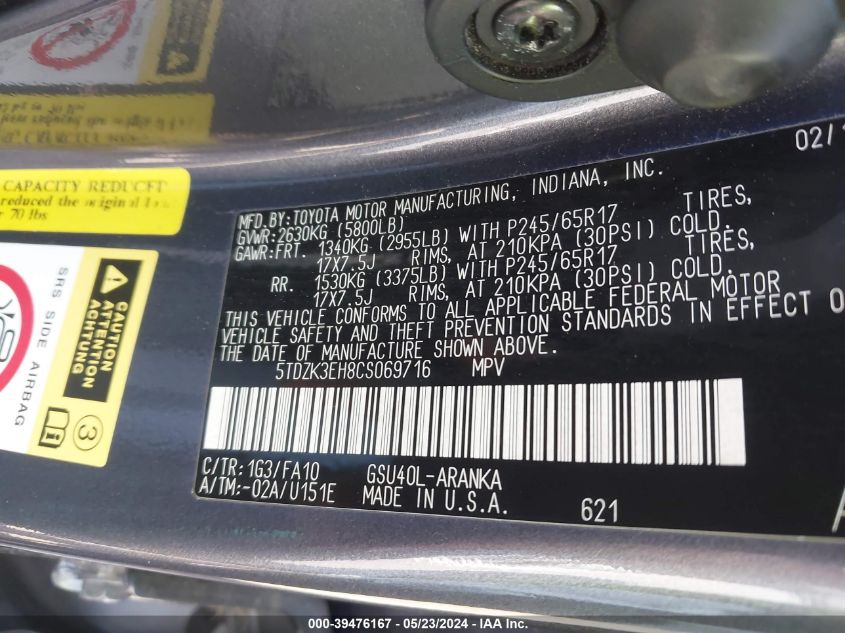 02/1
MFD.BY:TOYOTA MOTOR MANUFACTURING, INDIANA, INC.
GVWR:2630KG (5800LB)
GAWR:FRT. 1340KG (2955LB) WITH P245/65R17 TIRES,
17X7.5J RIMS, AT 210KPA (30PSI) COLD.
RR. 1530KG (3375LB) WITH P245/65R17 TIRES,
17X7.5J RIMS, AT 210KPA (30PSI) COLD.
THIS VEHICLE CONFORMS TO ALL APPLICABLE FEDERAL MOTOR
VEHICLE SAFETY AND THEFT PREVENTION STANDARDS IN EFFECT O
THE DATE OF MANUFACTURE SHOWN ABOVE.
5TDZK3EH8CS069716 MPV
C/TR:1G3/FA10 GSU40L-ARANKA
A/TM:-02A/U151E MADE IN U.S.A.
621
CAPACITY REDUCET
reduced the original
70 lbs
CAUTION
ATTENTION
ACHTUNG
SRS SIDE AIRBAG
3
000-39476167 — 05/23/2024 — IAA Inc.